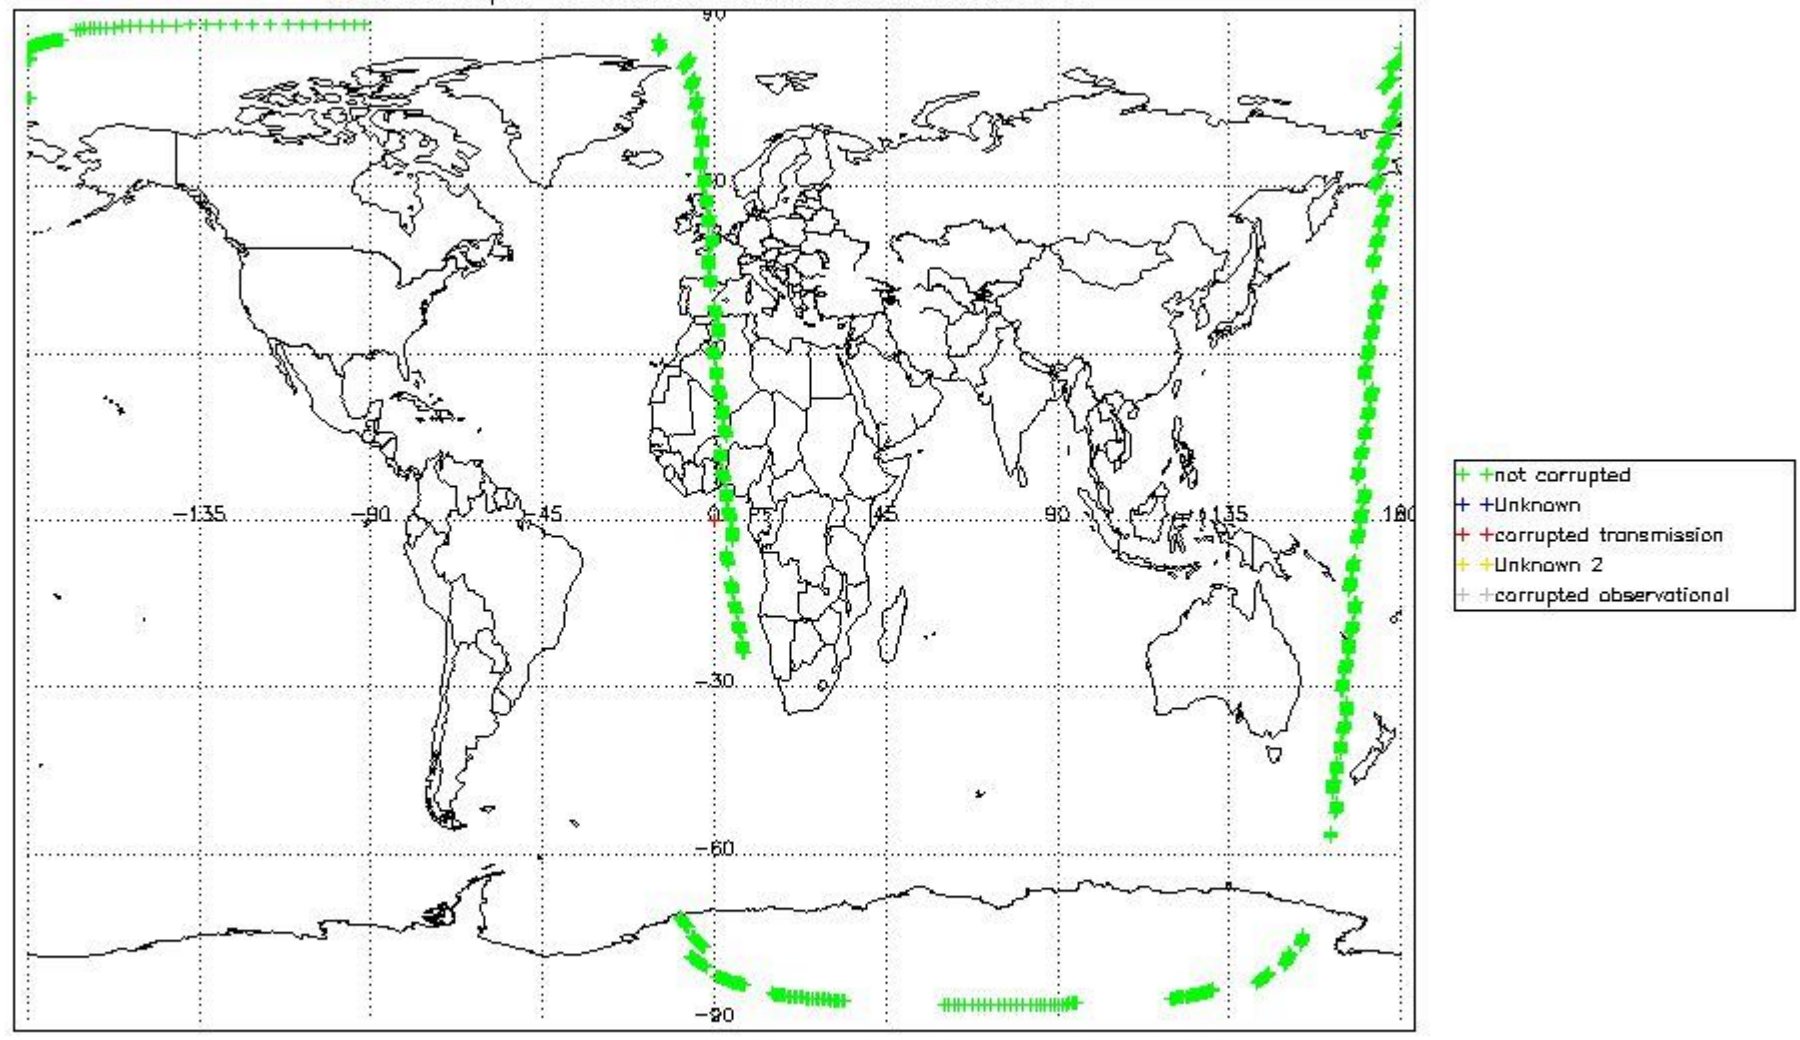 90
-135
-90
45
0
45
90
135
-30
-60
-90
not corrupted
Unknown
corrupted transmission
Unknown 2
corrupted observational